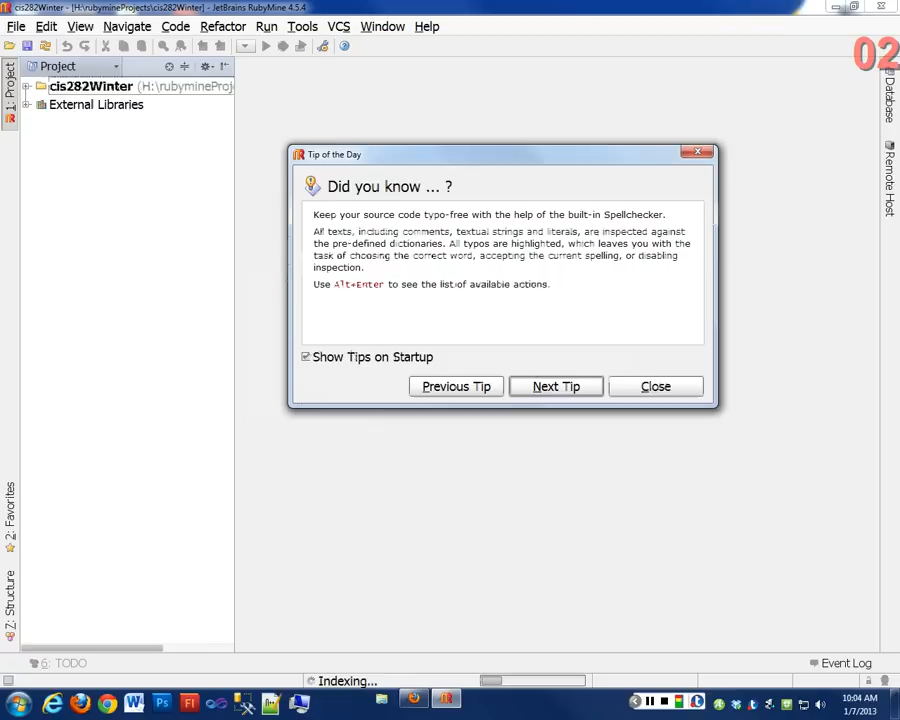 cis282Winter - [H:\rubymineProjects\cis282Winter] - JetBrains RubyMine 4.5.4
File Edit View Navigate Code Refactor Run Tools VCS Window Help
02
Project
1: Project
cis282Winter (H:\rubymineProj
External Libraries
Database
Remote Host
Tip of the Day
Did you know ... ?
Keep your source code typo-free with the help of the built-in Spellchecker.
All texts, including comments, textual strings and literals, are inspected against
the pre-defined dictionaries. All typos are highlighted, which leaves you with the
task of choosing the correct word, accepting the current spelling, or disabling
inspection.
Use Alt+Enter to see the list of available actions.
Show Tips on Startup
Previous Tip Next Tip Close
2: Favorites
Z: Structure
6: TODO
Event Log
Indexing...
10:04 AM
1/7/2013